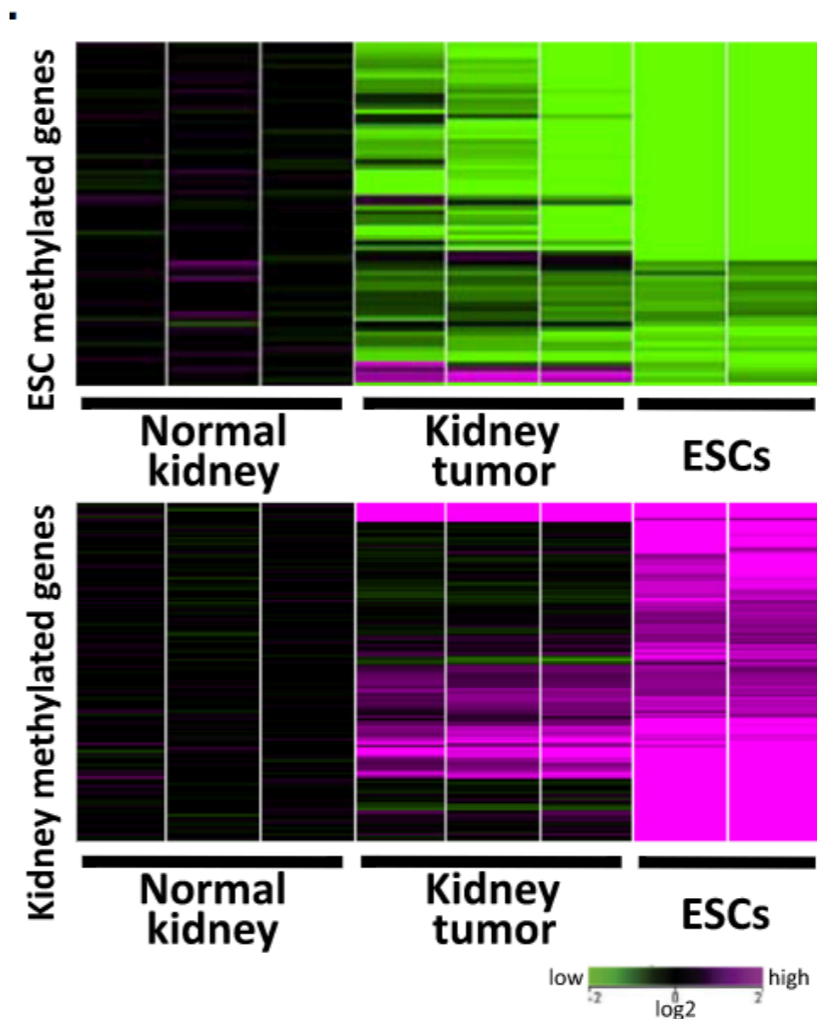 ESC methylated genes
Normal
kidney
Kidney
tumor
ESCs
Kidney methylated genes
Normal
kidney
Kidney
tumor
ESCs
low
high
-2
0
2
log2